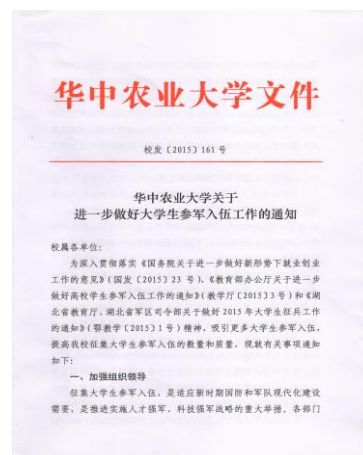 华中农业大学文件
校发〔2015〕161号
华中农业大学关于
进一步做好大学生参军入伍工作的通知
校属各单位：
为深入贯彻落实《国务院关于进一步做好新形势下就业创业
工作的意见》（国发〔2015〕23 号）、《教育部办公厅关于进一步
做好高校学生参军入伍工作的通知》（教学厅〔2015〕3号）和《湖
北省教育厅、湖北省军区司令部关于做好 2015 年大学生征兵工作
的通知》（鄂教学〔2015〕1 号）精神，吸引更多大学生参军入伍，
提高我校征集大学生参军入伍的数量和质量，现就有关事项通知
如下：
一、加强组织领导
征集大学生参军入伍，是适应新时期国防和军队现代化建设
需要，是推进实施人才强军、科技强军战略的重大举措。各部门